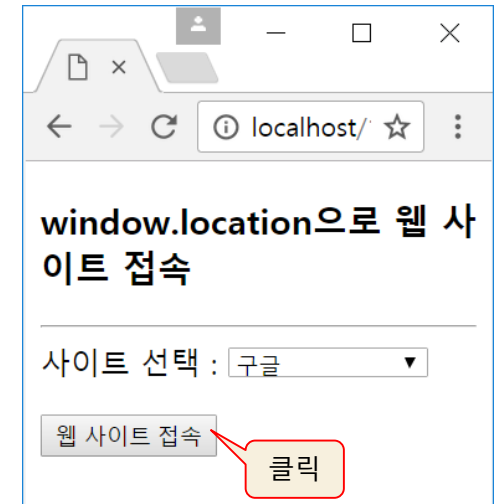 localhost/
window.location으로 웹 사
이트 접속
사이트 선택 : 구글
웹 사이트 접속
클릭